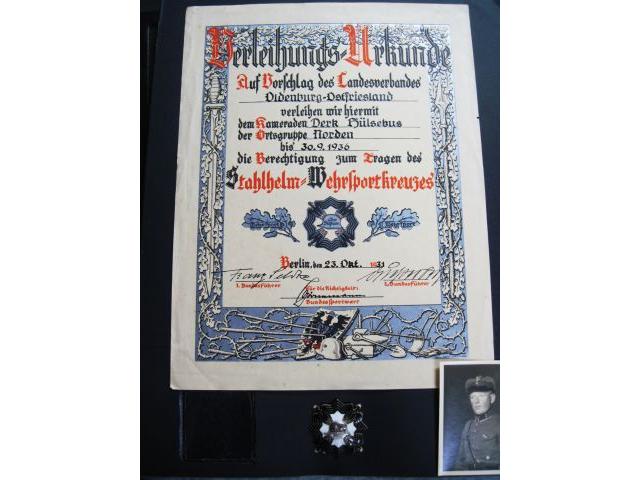 Verleihungs-Urkunde
Auf Vorschlag des Landesverbandes
Oldenburg-Ostfriesland
verleihen wir hiermit
dem Kameraden Derk Hülsebus
der Ortsgruppe Norden
bis 30.9.1936
die Berechtigung zum Tragen des
Stahlhelm-Wehrsportkreuzes
Berlin, den 23. Okt. 1931
Franz Seldte
1. Bundesführer
2. Bundesführer
für die Richtigkeit:
Bundessportwart